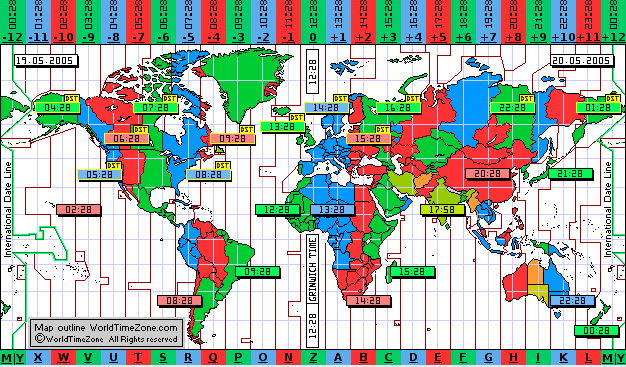 00:28 01:28 02:28 03:28 04:28 05:28 06:28 07:28 08:28 09:28 10:28 11:28 12:28 13:28 14:28 15:28 16:28 17:28 18:28 19:28 20:28 21:28 22:28 23:28 00:28
-12 -11 -10 -9 -8 -7 -6 -5 -4 -3 -2 -1 0 +1 +2 +3 +4 +5 +6 +7 +8 +9 +10 +11 +12
19.05.2005
12:28
20.05.2005
DST DST DST DST DST DST DST
04:28 07:28 14:28 16:28 22:28 01:28
13:28
DST DST DST
06:28 09:28 15:28
DST DST
05:28 08:28 20:28 21:28
International Date Line
International Date Line
02:28 12:28 13:28 17:58
GRINWICH TIME
09:28 15:28
08:28 14:28 22:28
12:28
00:28
Map outline WorldTimeZone.com
©WorldTimeZone All Rights reserved
M Y X W V U T S R Q P O N Z A B C D E F G H I K L M Y